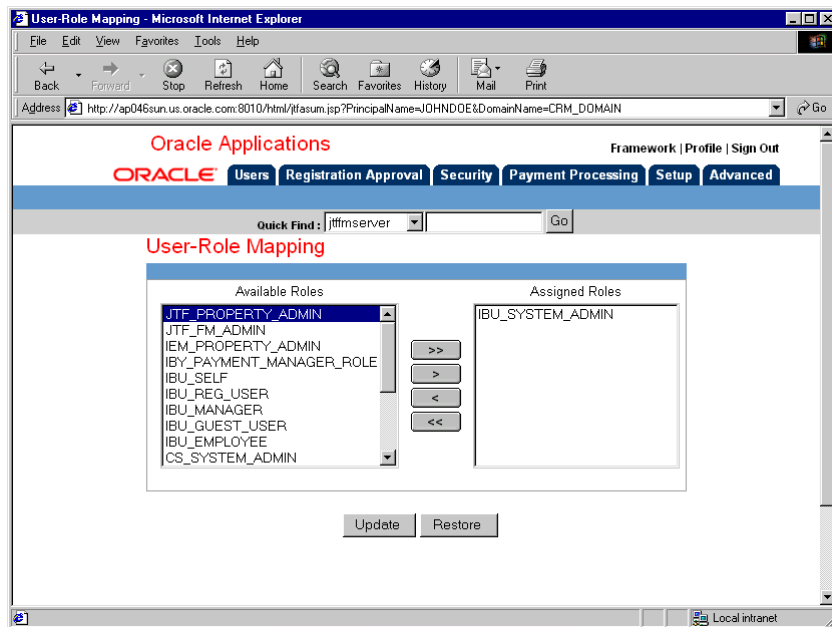 User-Role Mapping - Microsoft Internet Explorer
File Edit View Favorites Tools Help
Back Forward Stop Refresh Home Search Favorites History Mail Print
Address http://ap046sun.us.oracle.com:8010/html/jtfasum.jsp?PrincipalName=JOHNDOE&DomainName=CRM_DOMAIN Go
Oracle Applications
Framework | Profile | Sign Out
ORACLE Users Registration Approval Security Payment Processing Setup Advanced
Quick Find : jtffmserver Go
User-Role Mapping
Available Roles Assigned Roles
JTF_PROPERTY_ADMIN IBU_SYSTEM_ADMIN
JTF_FM_ADMIN
IEM_PROPERTY_ADMIN
IBY_PAYMENT_MANAGER_ROLE
IBU_SELF
IBU_REG_USER
IBU_MANAGER
IBU_GUEST_USER
IBU_EMPLOYEE
CS_SYSTEM_ADMIN
>>
>
<
<<
Update Restore
Local intranet